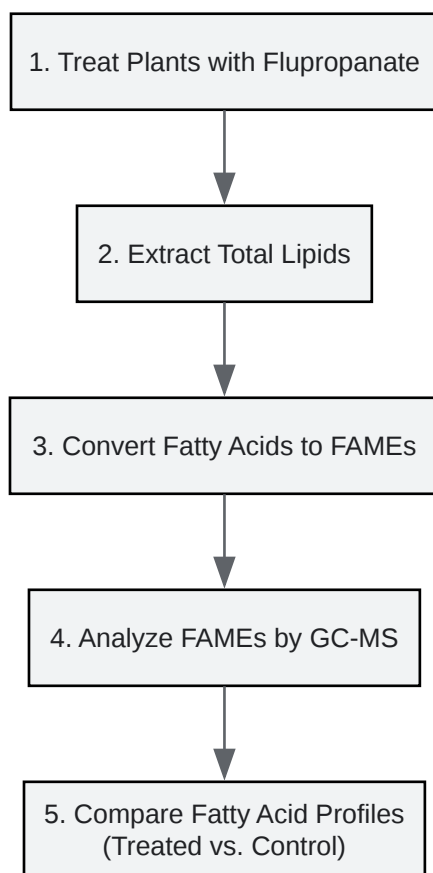 1. Treat Plants with Flupropanate
2. Extract Total Lipids
3. Convert Fatty Acids to FAMEs
4. Analyze FAMEs by GC-MS
5. Compare Fatty Acid Profiles
(Treated vs. Control)